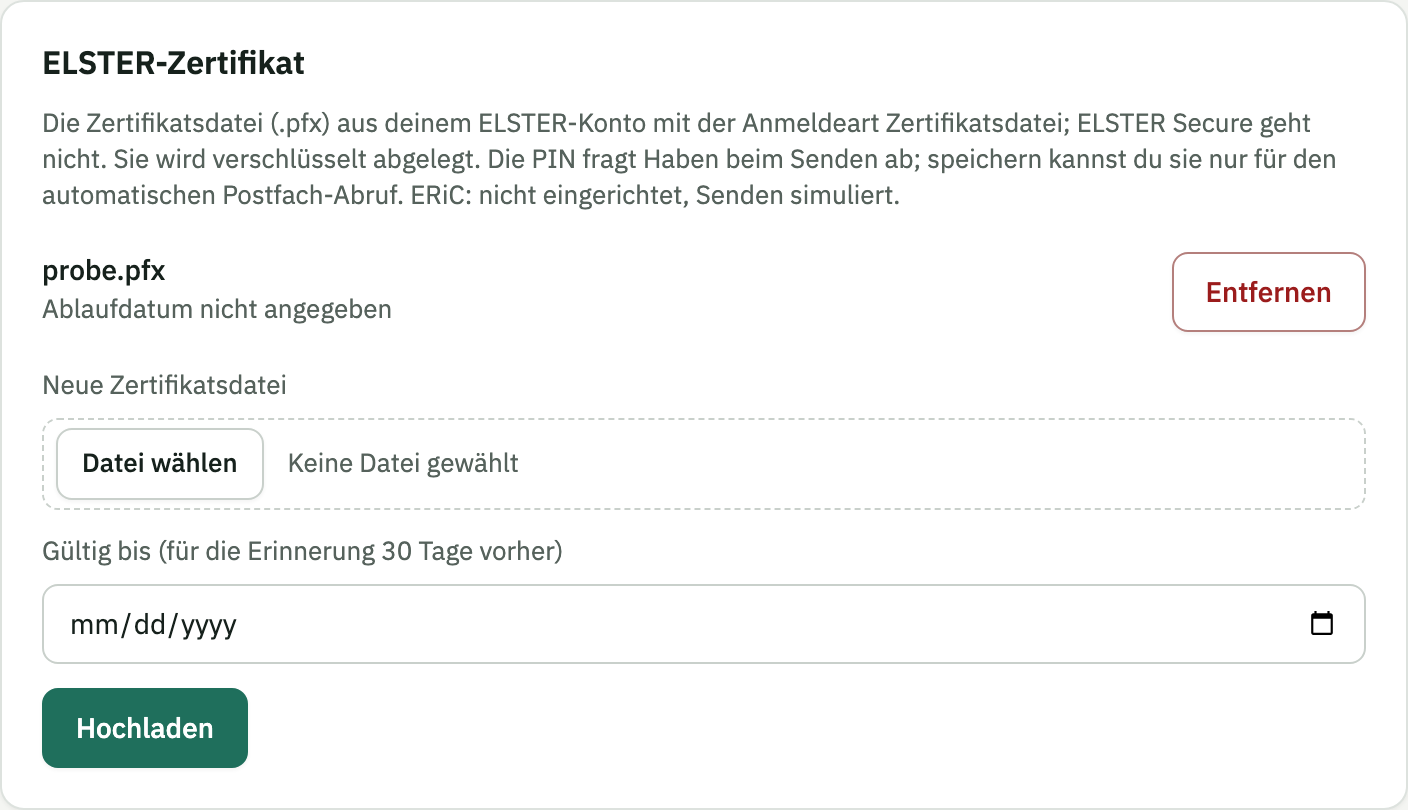 ELSTER-Zertifikat
Die Zertifikatsdatei (.pfx) aus deinem ELSTER-Konto mit der Anmeldeart Zertifikatsdatei; ELSTER Secure geht
nicht. Sie wird verschlüsselt abgelegt. Die PIN fragt Haben beim Senden ab; speichern kannst du sie nur für den
automatischen Postfach-Abruf. ERiC: nicht eingerichtet, Senden simuliert.
probe.pfx
Ablaufdatum nicht angegeben
Entfernen
Neue Zertifikatsdatei
Datei wählen Keine Datei gewählt
Gültig bis (für die Erinnerung 30 Tage vorher)
mm/dd/yyyy
Hochladen